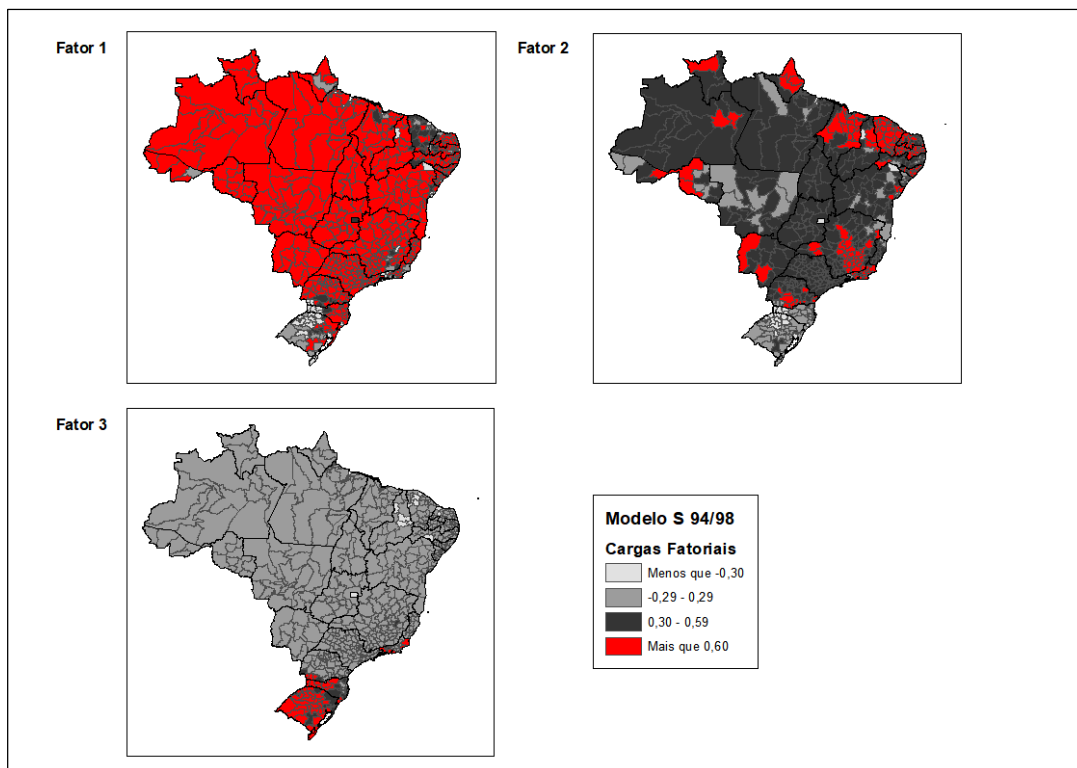 Fator 1
Fator 2
Fator 3
Modelo S 94/98
Cargas Fatoriais
Menos que -0,30
-0,29 - 0,29
0,30 - 0,59
Mais que 0,60